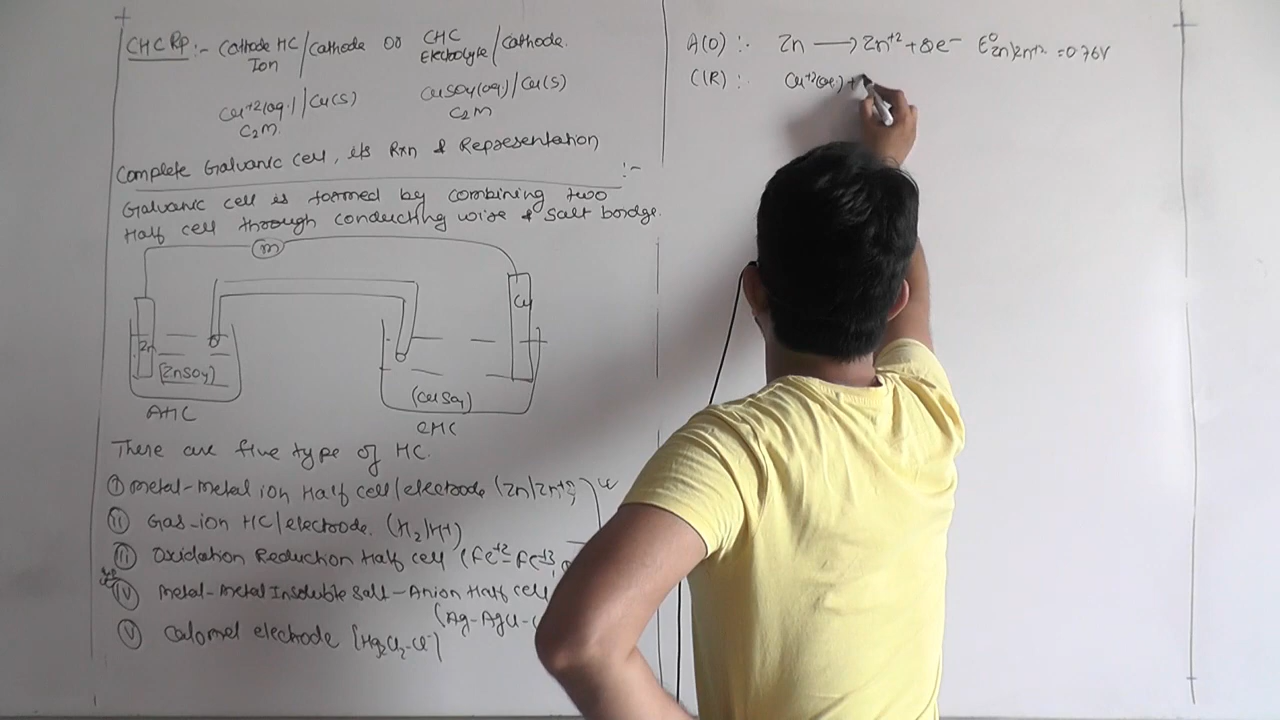 CHC RP:- Cathode HC/Cathode or CHC
Ion Electrolyte/Cathode.
Cu+2(aq.)/Cu(s) CuSO4(aq.)/Cu(s)
C2M. C2M
Complete Galvanic cell, its Rxn & Representation :-
Galvanic cell is formed by combining two
Half cell through conducting wire & Salt bridge.
m
Zn
Cu
(ZnSO4)
(CuSO4)
AHC
CHC
There are five type of HC.
(i) Metal-Metal ion Half cell/electrode (Zn/Zn+2)
(ii) Gas-ion HC/electrode. (H2/H+)
(iii) Oxidation Reduction Half cell (Fe+2-Fe+3,
(iv) Metal-Metal Insoluble Salt-Anion Half cell
(Ag-AgCl-
(v) Calomel electrode (Hg2Cl2-Cl-)
A(O) :- Zn → Zn+2 + 2e- E0Zn/Zn+2 = 0.76V
C(R) :- Cu+2(aq.) +